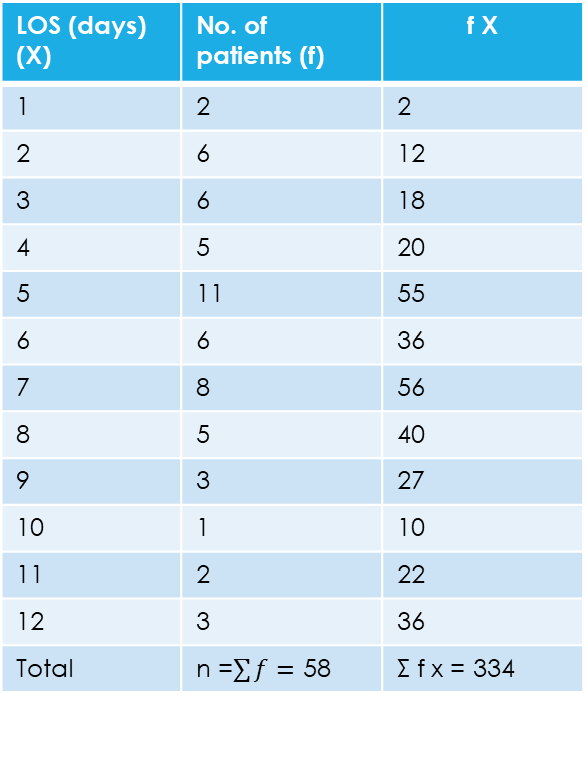 LOS (days) (X) No. of patients (f) f X
1 2 2
2 6 12
3 6 18
4 5 20
5 11 55
6 6 36
7 8 56
8 5 40
9 3 27
10 1 10
11 2 22
12 3 36
Total n =∑f = 58 Σ f x = 334